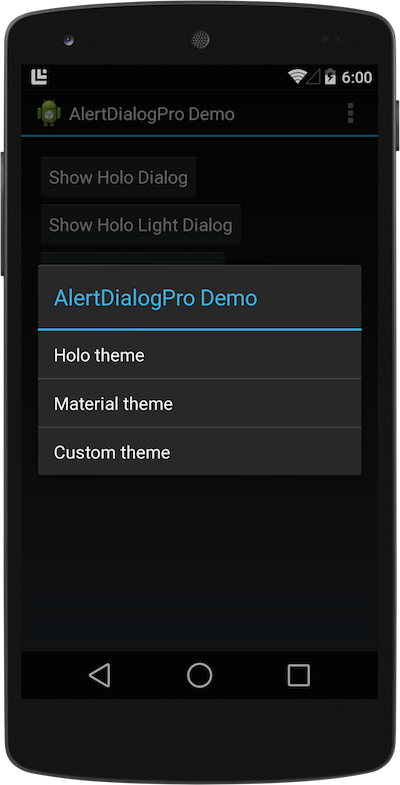 6:00
AlertDialogPro Demo
Show Holo Dialog
Show Holo Light Dialog
AlertDialogPro Demo
Holo theme
Material theme
Custom theme